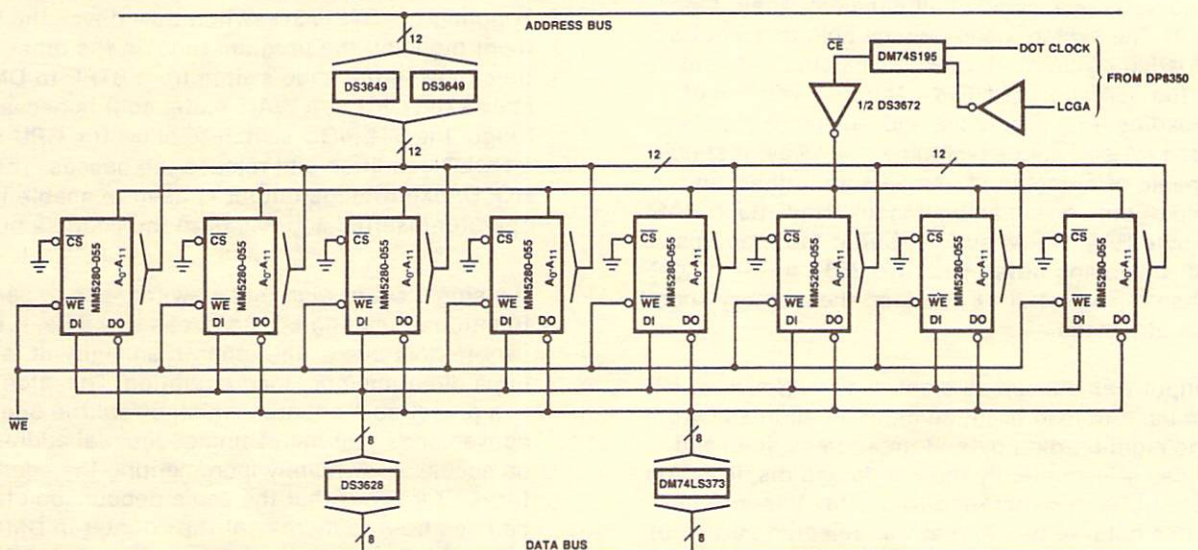 ADDRESS BUS
12
DS3649 DS3649
12
CE
DM74S195
DOT CLOCK
FROM DP8350
LCGA
1/2 DS3672
12
12
CS MM5280-055 A0-A11 WE DI DO
CS MM5280-055 A0-A11 WE DI DO
CS MM5280-055 A0-A11 WE DI DO
CS MM5280-055 A0-A11 WE DI DO
CS MM5280-055 A0-A11 WE DI DO
CS MM5280-055 A0-A11 WE DI DO
CS MM5280-055 A0-A11 WE DI DO
CS MM5280-055 A0-A11 WE DI DO
WE
8
8
DS3628
DM74LS373
8
8
DATA BUS